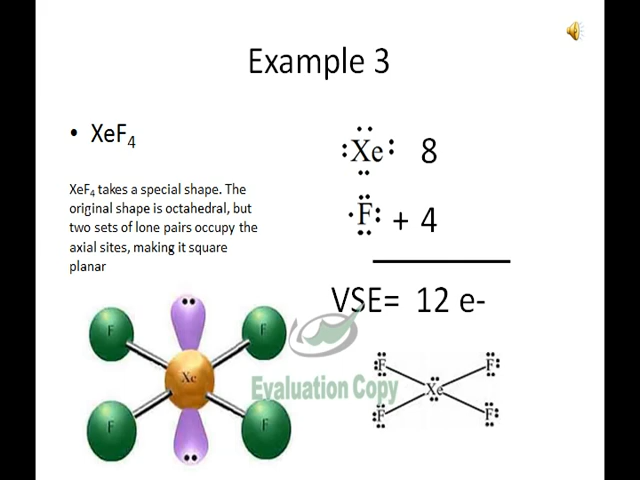 Example 3
• XeF₄
XeF₄ takes a special shape. The
original shape is octahedral, but
two sets of lone pairs occupy the
axial sites, making it square
planar
Xe 8
F + 4
VSE= 12 e-
F F
Xe
F F
F F
Xe
F F
Evaluation Copy